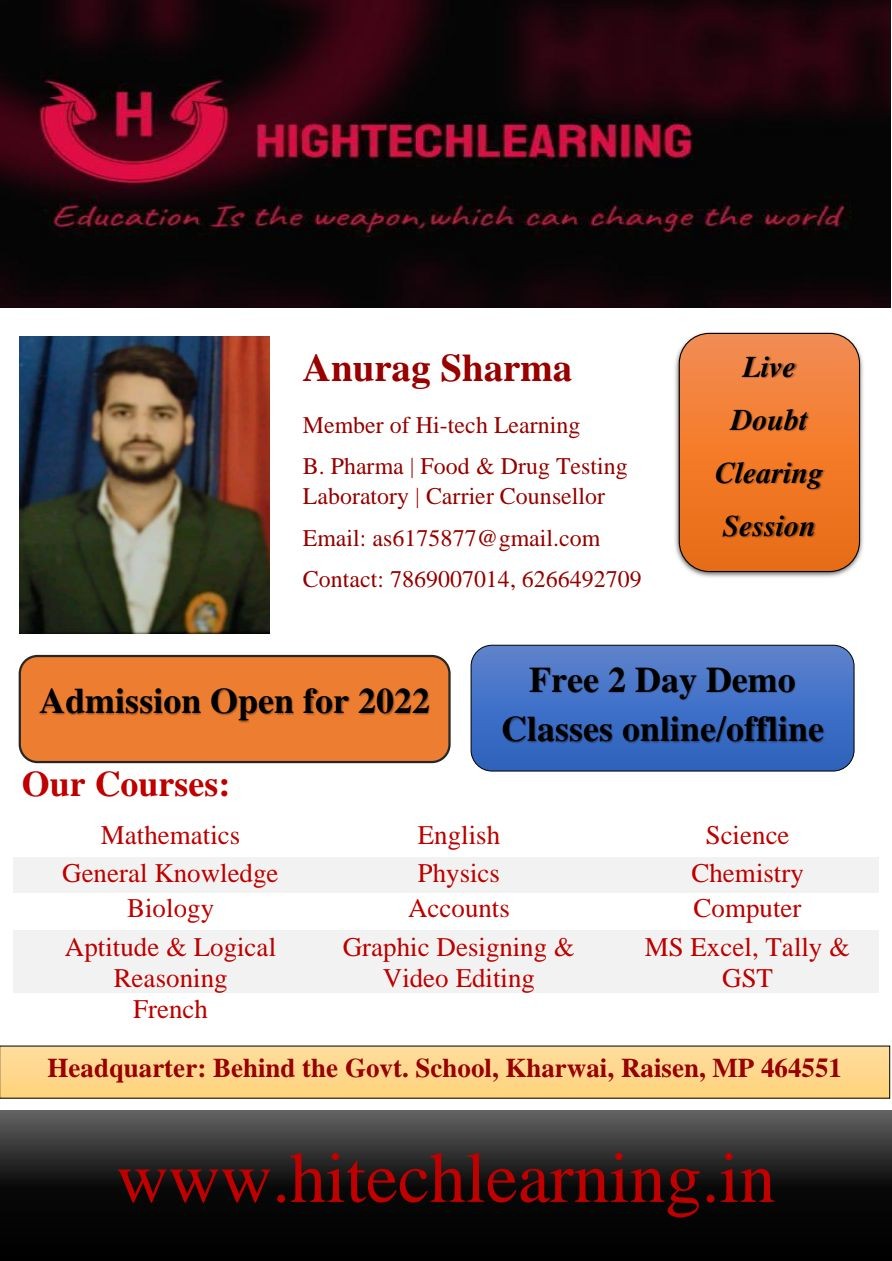 H
HIGHTECHLEARNING
Education Is the weapon,which can change the world
Anurag Sharma
Member of Hi-tech Learning
B. Pharma | Food & Drug Testing
Laboratory | Carrier Counsellor
Email: as6175877@gmail.com
Contact: 7869007014, 6266492709
Live
Doubt
Clearing
Session
Admission Open for 2022
Free 2 Day Demo
Classes online/offline
Our Courses:
Mathematics English Science
General Knowledge Physics Chemistry
Biology Accounts Computer
Aptitude & Logical Graphic Designing & MS Excel, Tally &
Reasoning Video Editing GST
French
Headquarter: Behind the Govt. School, Kharwai, Raisen, MP 464551
www.hitechlearning.in